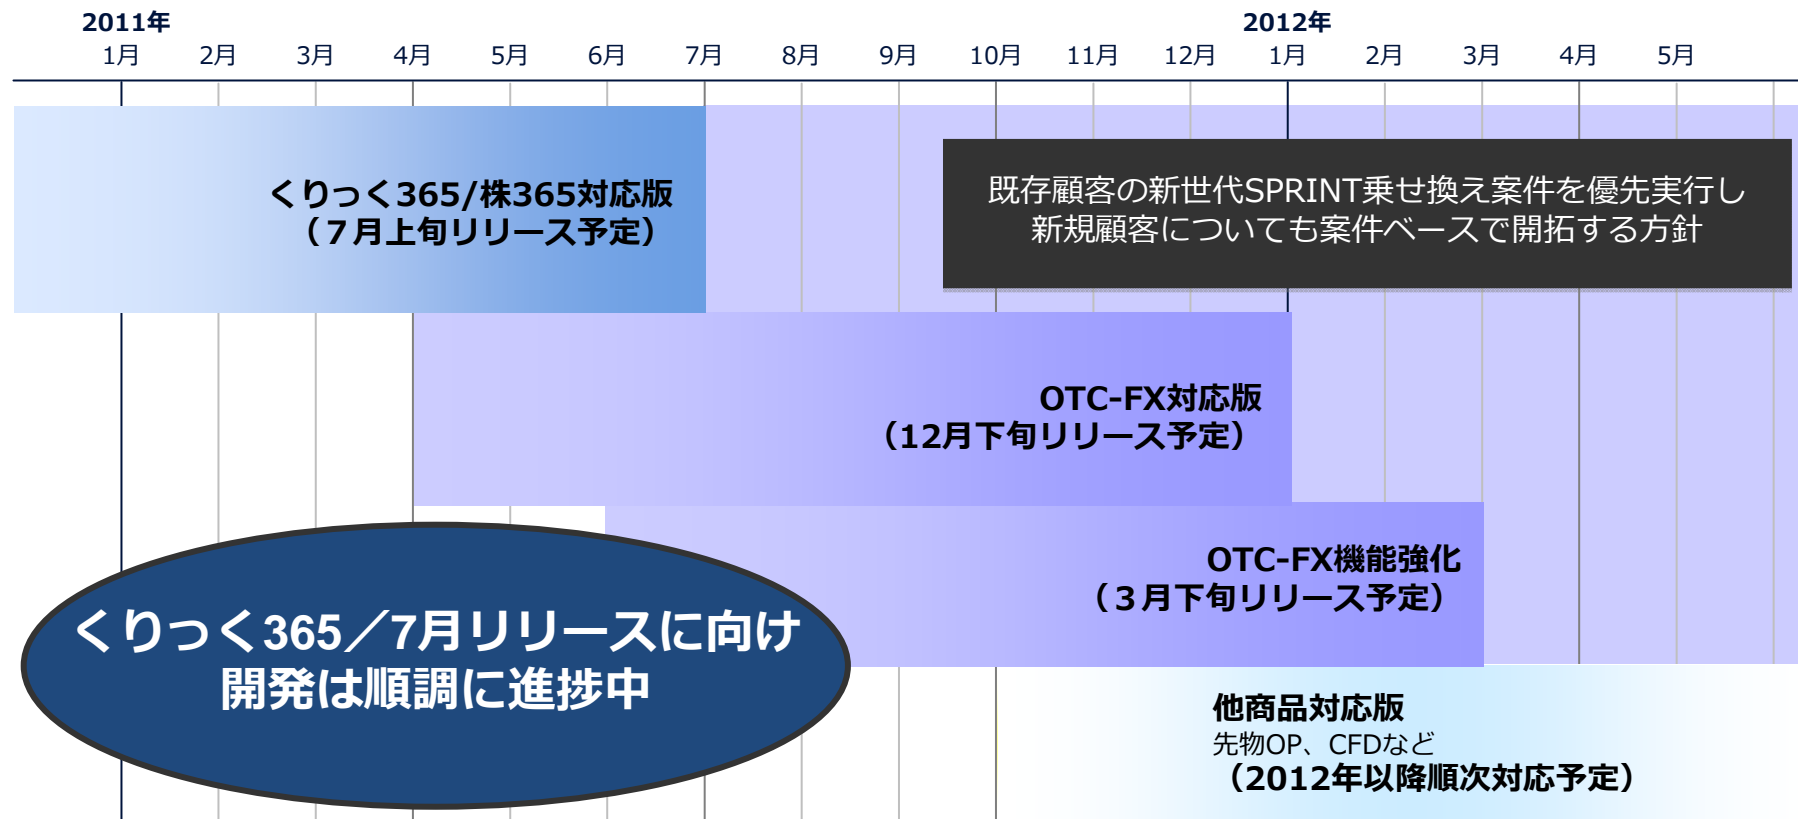 2011年
2012年
1月 2月 3月 4月 5月 6月 7月 8月 9月 10月 11月 12月 1月 2月 3月 4月 5月
くりっく365/株365対応版
（７月上旬リリース予定）
既存顧客の新世代SPRINT乗せ換え案件を優先実行し
新規顧客についても案件ベースで開拓する方針
OTC-FX対応版
（12月下旬リリース予定）
OTC-FX機能強化
（３月下旬リリース予定）
くりっく365／7月リリースに向け
開発は順調に進捗中
他商品対応版
先物OP、CFDなど
（2012年以降順次対応予定）